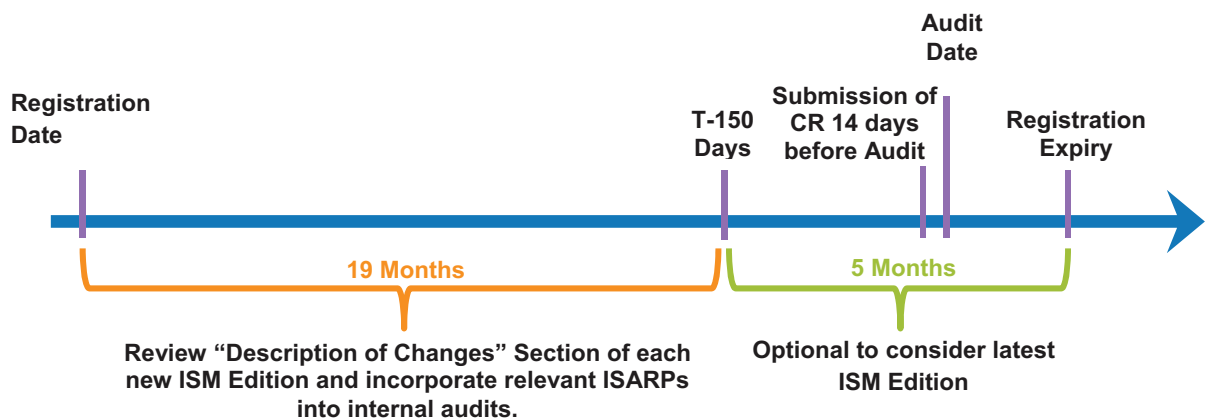 Registration
Date
T-150
Days
Submission of
CR 14 days
before Audit
Audit
Date
Registration
Expiry
19 Months
5 Months
Review “Description of Changes” Section of each
new ISM Edition and incorporate relevant ISARPs
into internal audits.
Optional to consider latest
ISM Edition